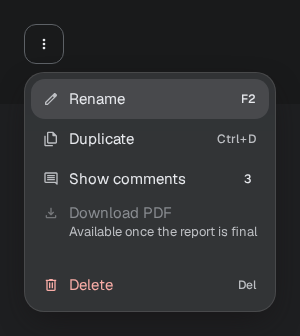 Rename F2
Duplicate Ctrl+D
Show comments 3
Download PDF
Available once the report is final
Delete Del